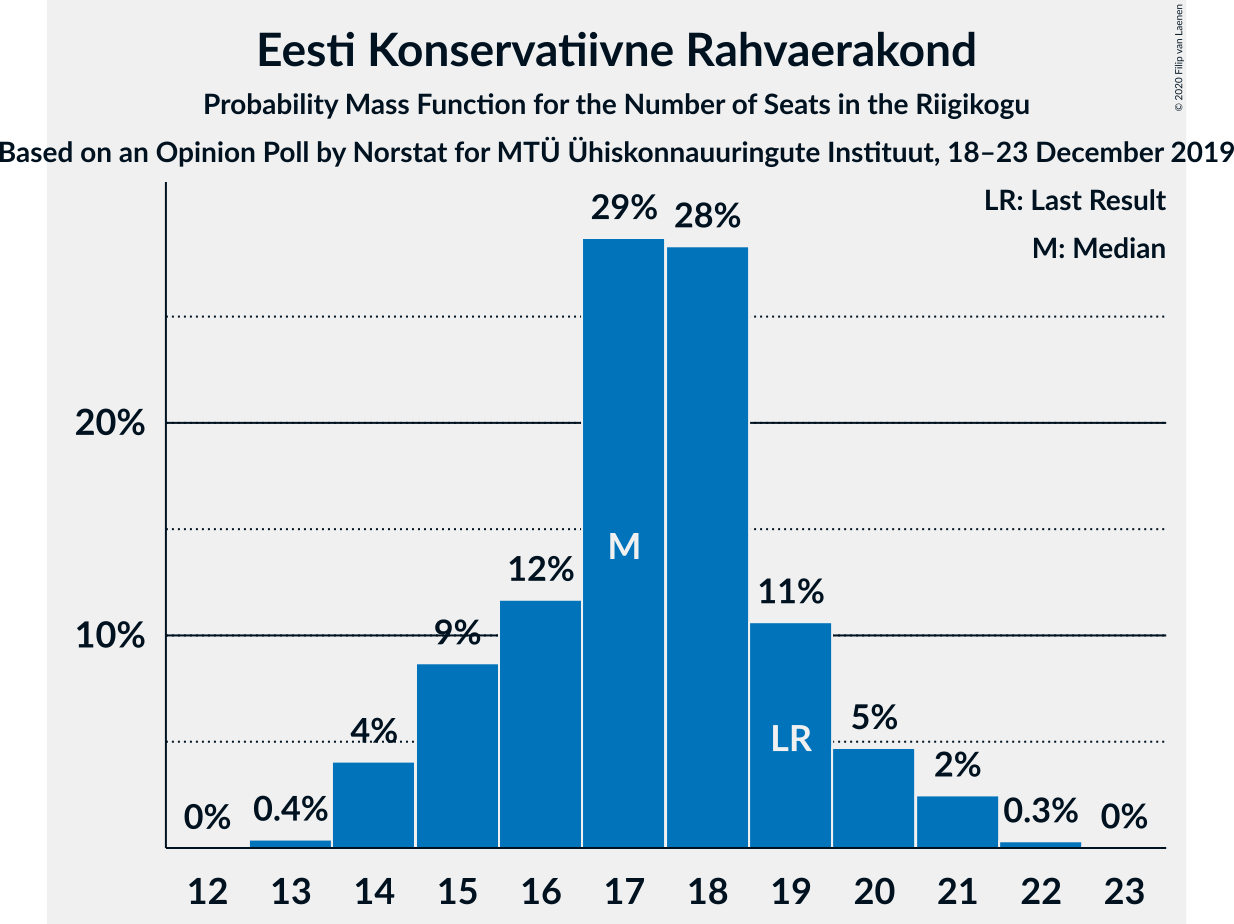 Eesti Konservatiivne Rahvaerakond
Probability Mass Function for the Number of Seats in the Riigikogu
Based on an Opinion Poll by Norstat for MTÜ Ühiskonnauuringute Instituut, 18–23 December 2019
© 2020 Filip van Laenen
LR: Last Result
M: Median
29% 28%
20%
M
12%
11%
10%
9%
LR
4%
5%
2%
0% 0.4% 0.3% 0%
12 13 14 15 16 17 18 19 20 21 22 23